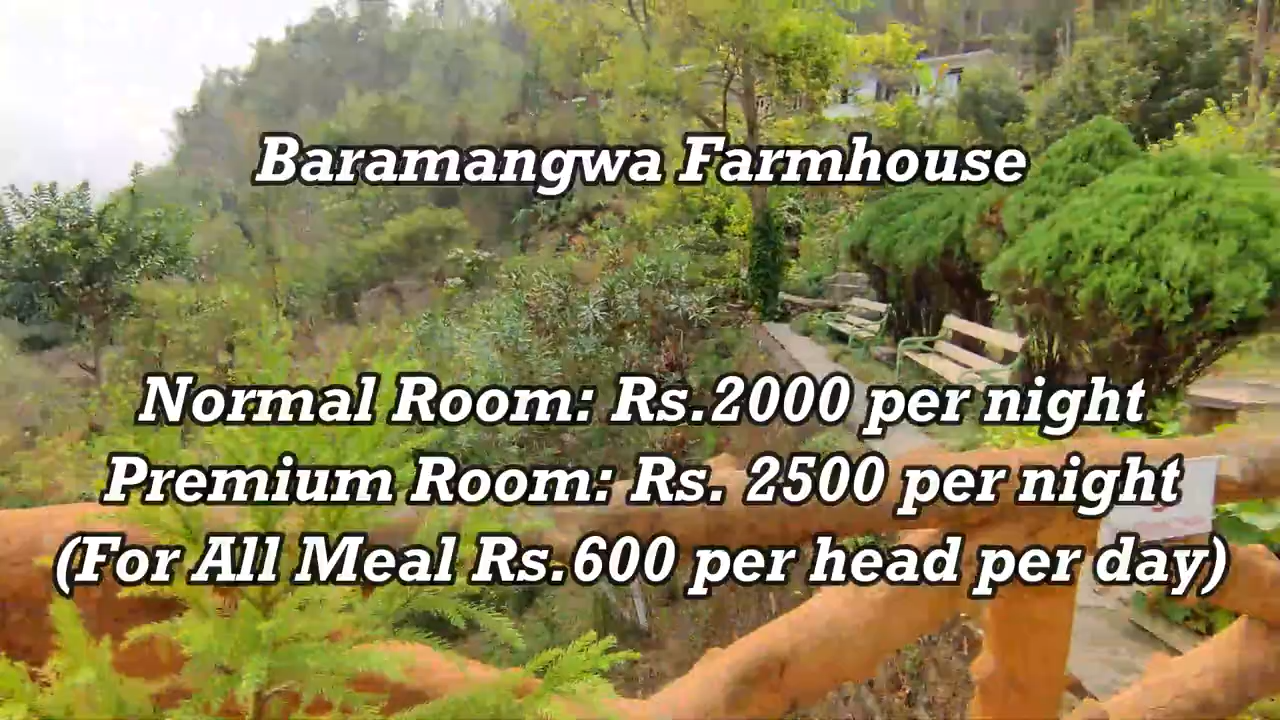 Baramangwa Farmhouse
Normal Room: Rs.2000 per night
Premium Room: Rs. 2500 per night
(For All Meal Rs.600 per head per day)